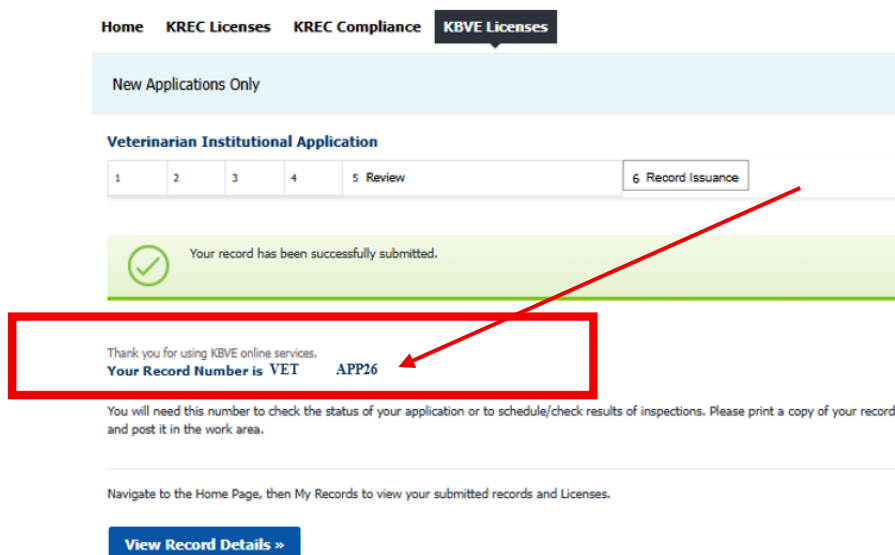 Home KREC Licenses KREC Compliance KBVE Licenses
New Applications Only
Veterinarian Institutional Application
1 2 3 4 5 Review 6 Record Issuance
Your record has been successfully submitted.
Thank you for using KBVE online services.
Your Record Number is VET APP26
You will need this number to check the status of your application or to schedule/check results of inspections. Please print a copy of your record
and post it in the work area.
Navigate to the Home Page, then My Records to view your submitted records and Licenses.
View Record Details »